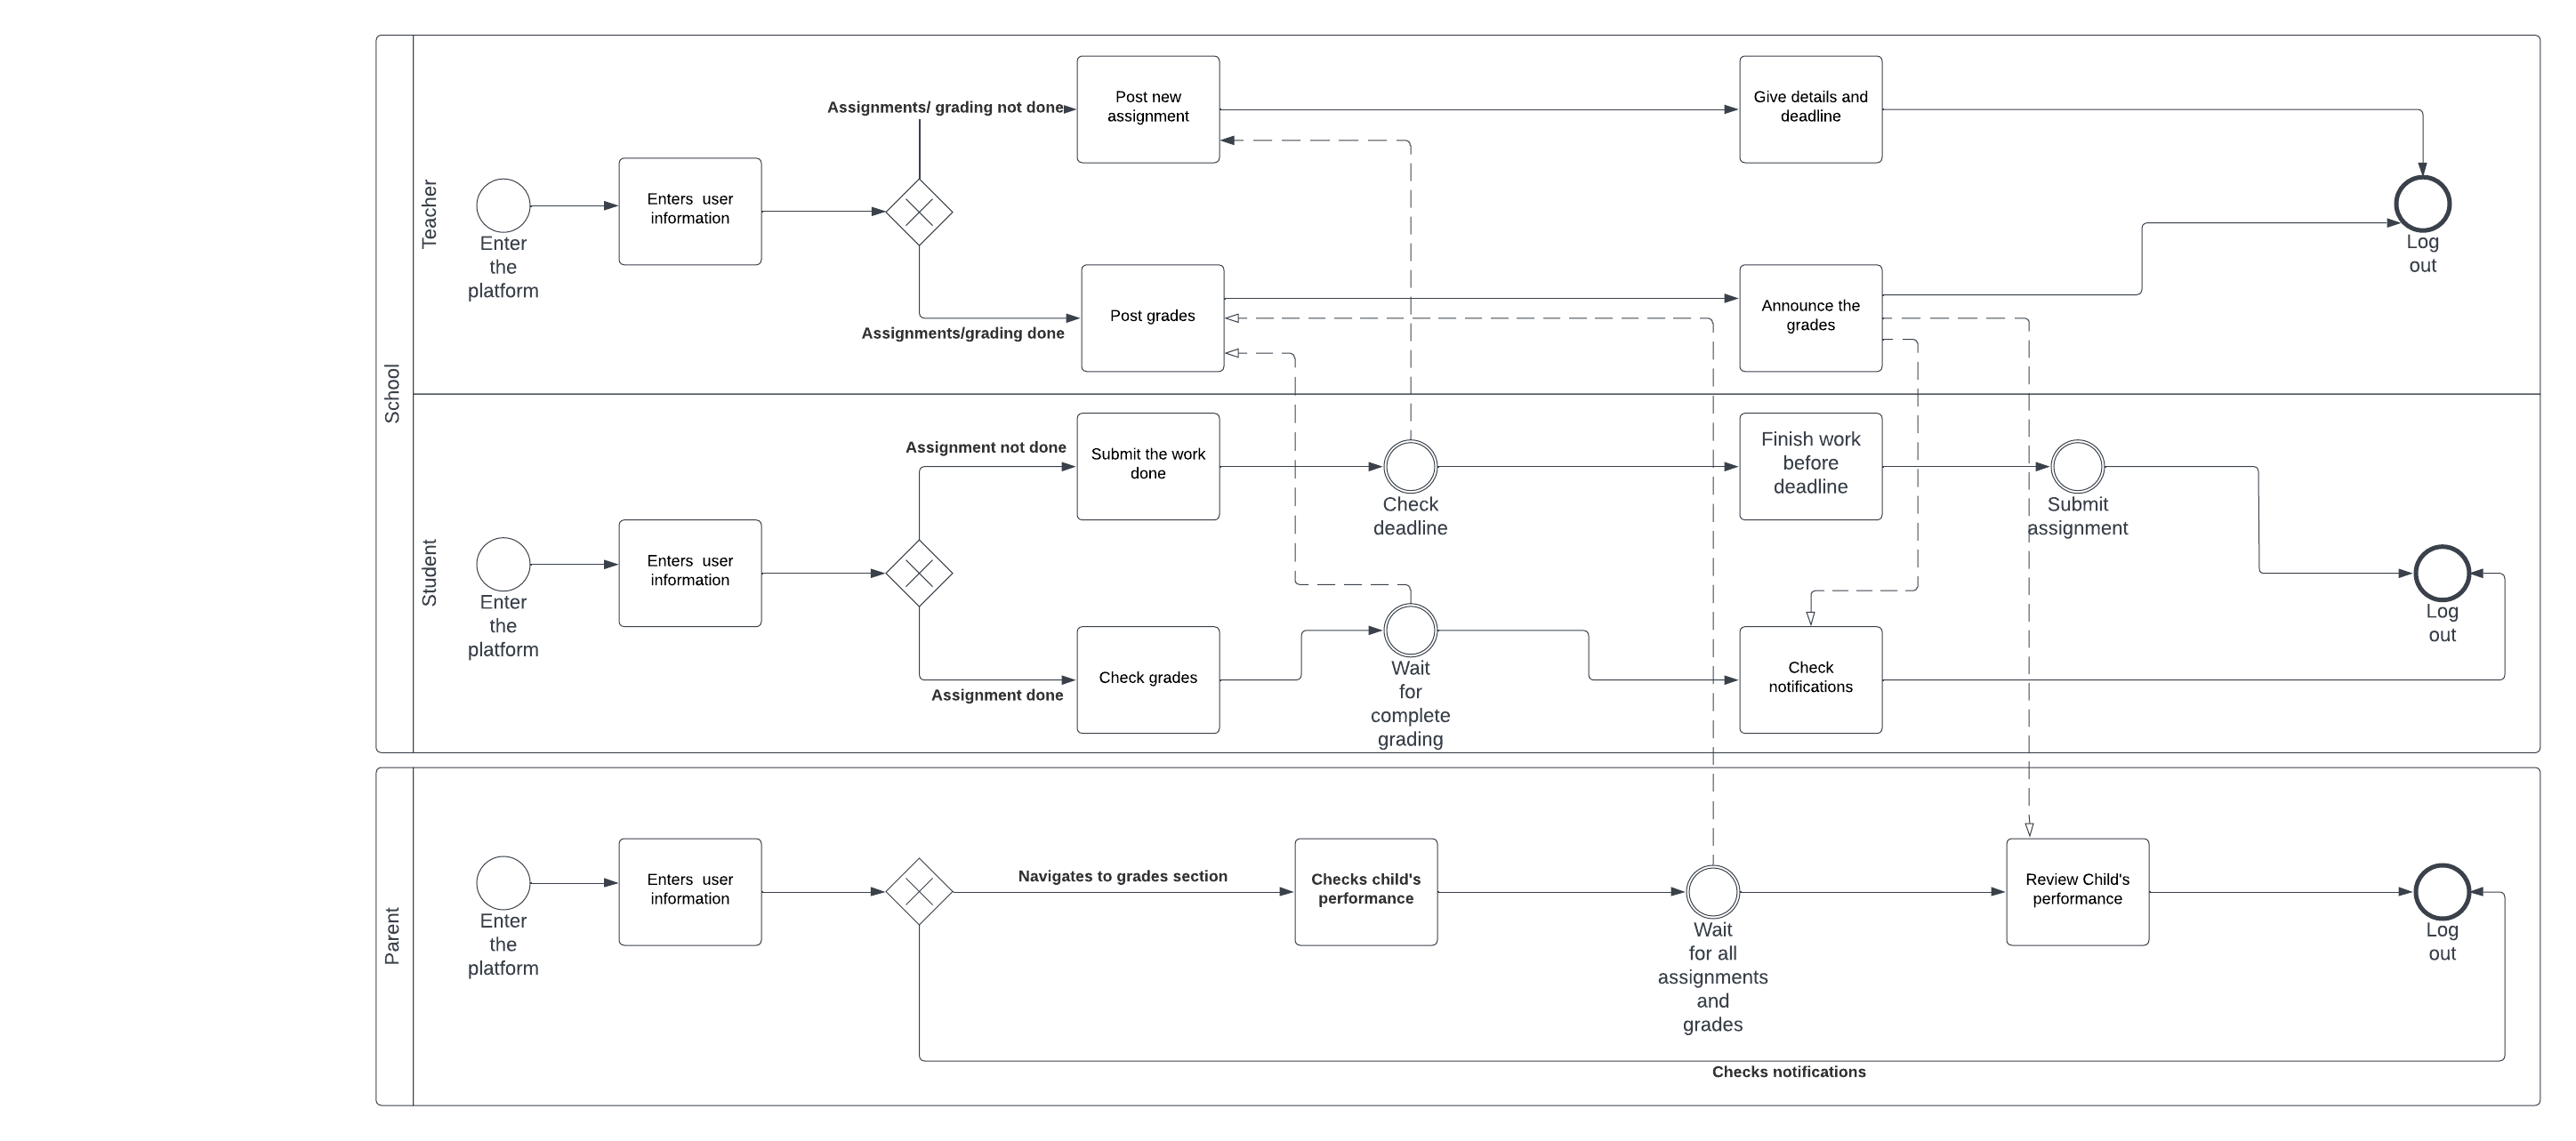 School
Teacher
Enter
the
platform
Enters  user
information
Assignments/ grading not done
Assignments/grading done
Post new
assignment
Post grades
Give details and
deadline
Announce the
grades
Log
out
Student
Enter
the
platform
Enters  user
information
Assignment not done
Assignment done
Submit the work
done
Check grades
Check
deadline
Wait
for
complete
grading
Finish work
before
deadline
Check
notifications
Submit
assignment
Log
out
Parent
Enter
the
platform
Enters  user
information
Navigates to grades section
Checks child's
performance
Wait
for all
assignments
and
grades
Review Child's
performance
Log
out
Checks notifications